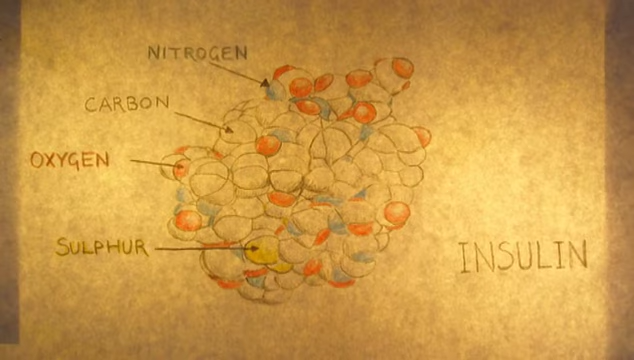 NITROGEN
CARBON
OXYGEN
SULPHUR
INSULIN